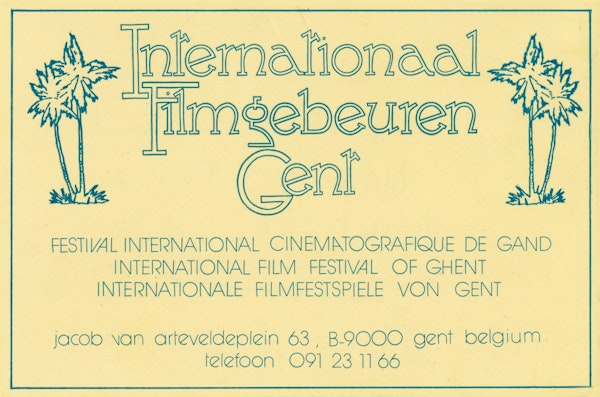 Internationaal
Filmgebeuren
Gent
FESTIVAL INTERNATIONAL CINEMATOGRAFIQUE DE GAND
INTERNATIONAL FILM FESTIVAL OF GHENT
INTERNATIONALE FILMFESTSPIELE VON GENT
jacob van arteveldeplein 63, B-9000 gent belgium
telefoon 091 23 11 66